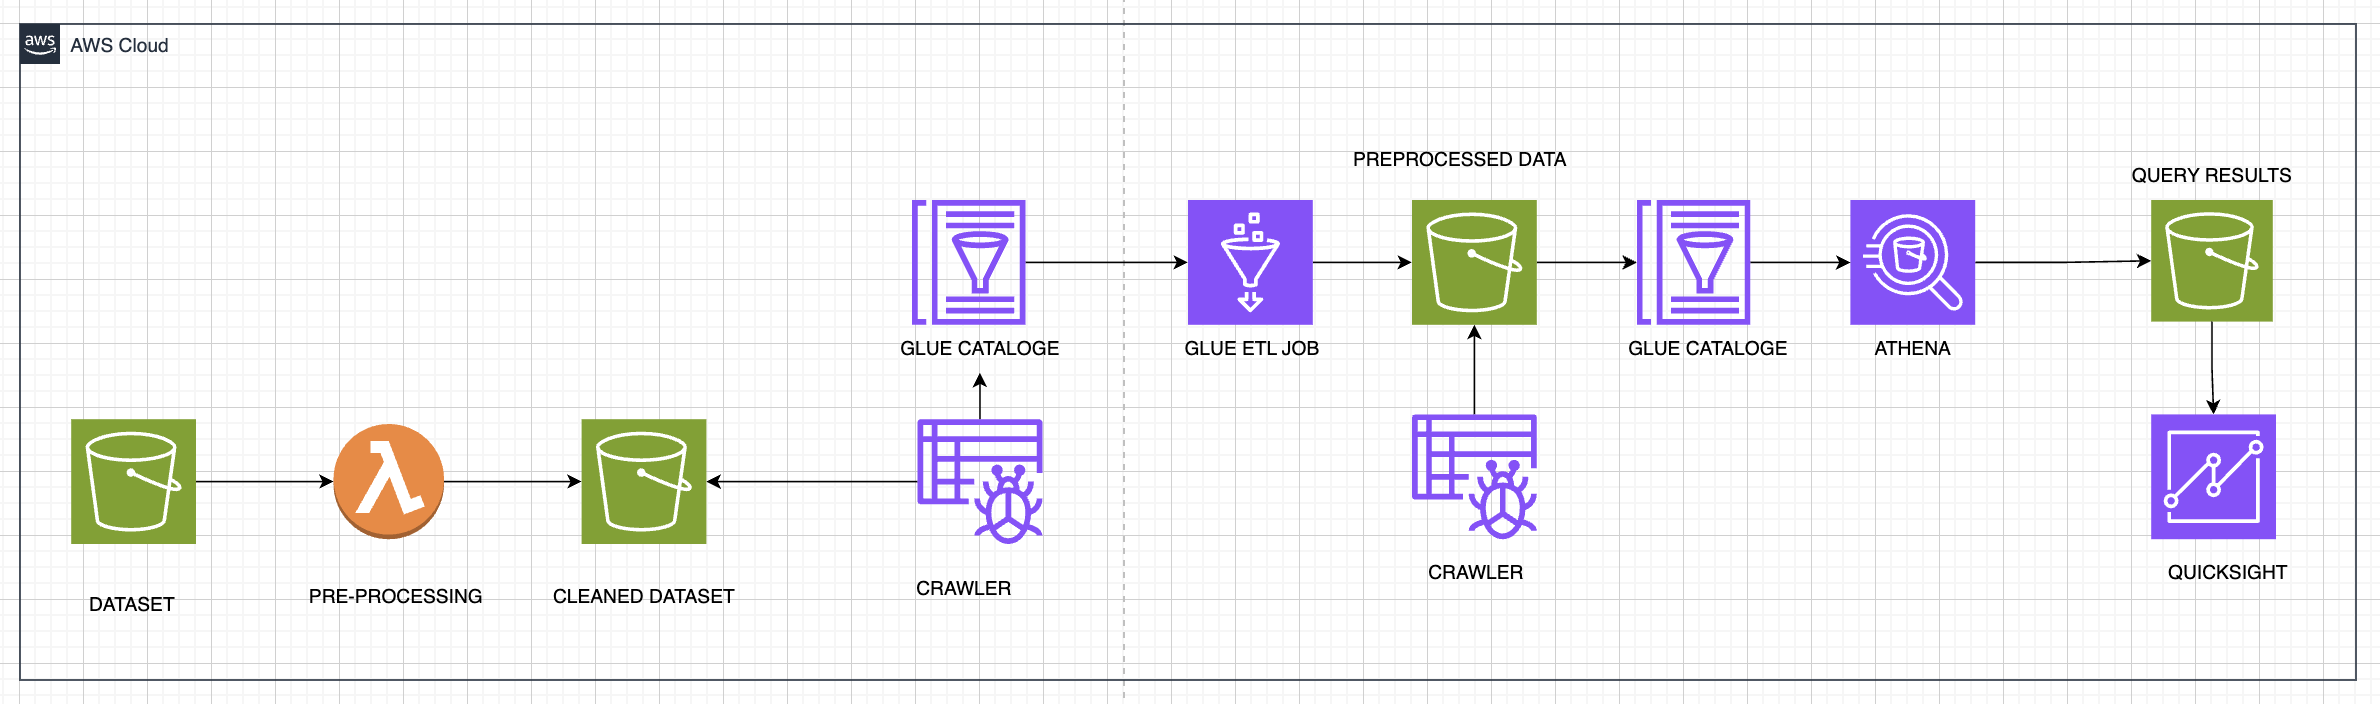 aws
AWS Cloud
PREPROCESSED DATA
QUERY RESULTS
GLUE CATALOGE
GLUE ETL JOB
GLUE CATALOGE
ATHENA
DATASET
PRE-PROCESSING
CLEANED DATASET
CRAWLER
CRAWLER
QUICKSIGHT